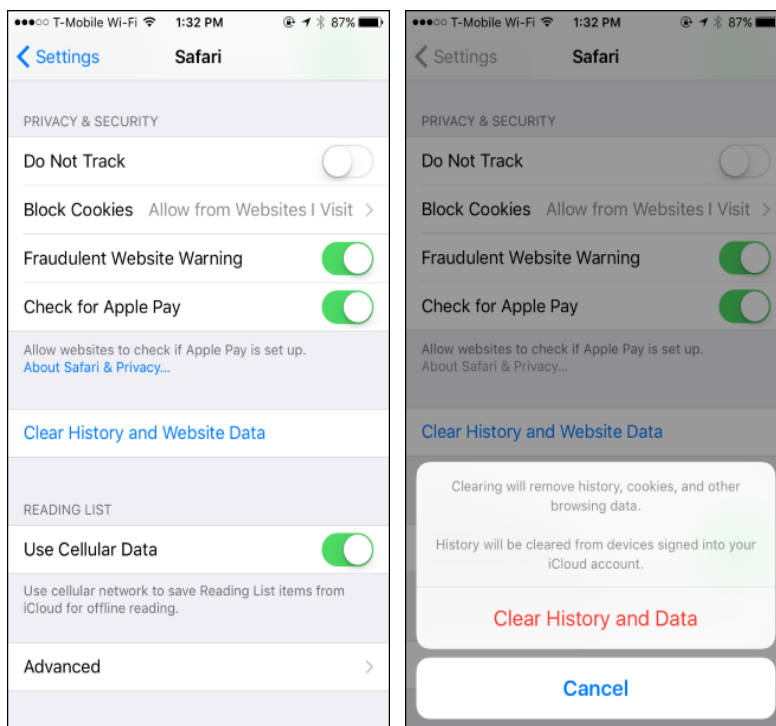 T-Mobile Wi-Fi 1:32 PM 87%
Settings Safari
PRIVACY & SECURITY
Do Not Track
Block Cookies Allow from Websites I Visit
Fraudulent Website Warning
Check for Apple Pay
Allow websites to check if Apple Pay is set up.
About Safari & Privacy...
Clear History and Website Data
READING LIST
Use Cellular Data
Use cellular network to save Reading List items from
iCloud for offline reading.
Advanced
T-Mobile Wi-Fi 1:32 PM 87%
Settings Safari
PRIVACY & SECURITY
Do Not Track
Block Cookies Allow from Websites I Visit
Fraudulent Website Warning
Check for Apple Pay
Allow websites to check if Apple Pay is set up.
About Safari & Privacy...
Clear History and Website Data
Clearing will remove history, cookies, and other
browsing data.
History will be cleared from devices signed into your
iCloud account.
Clear History and Data
Cancel